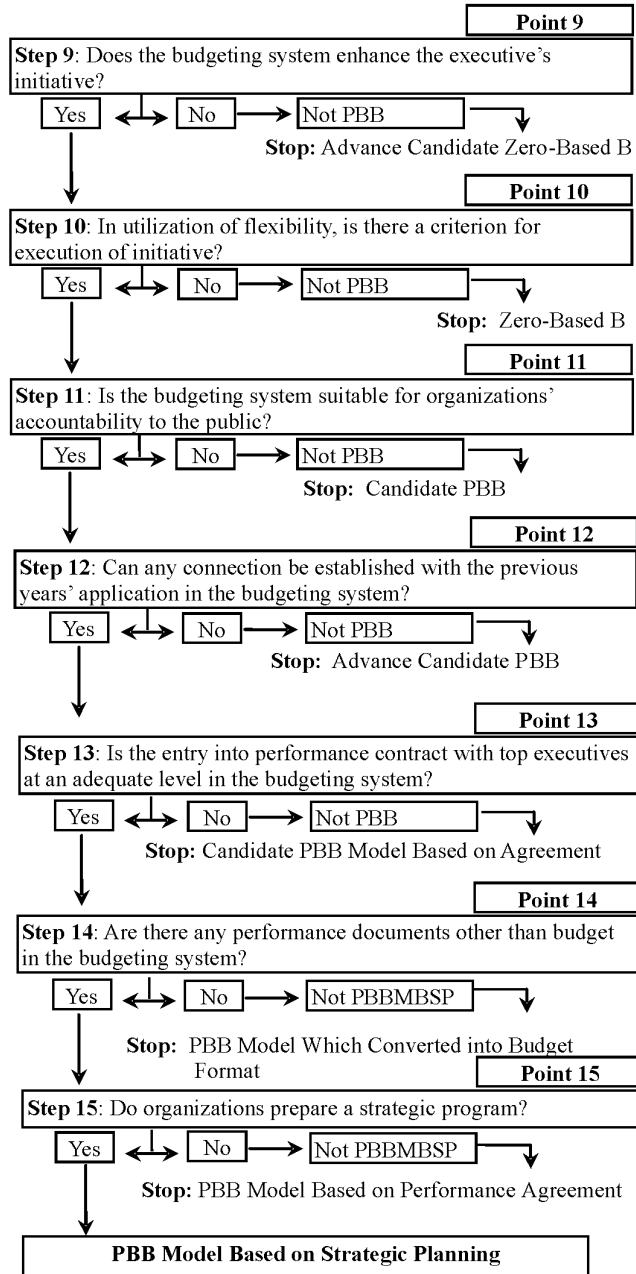 Point 9
Step 9: Does the budgeting system enhance the executive's
initiative?
Yes No Not PBB
Stop: Advance Candidate Zero-Based B
Point 10
Step 10: In utilization of flexibility, is there a criterion for
execution of initiative?
Yes No Not PBB
Stop: Zero-Based B
Point 11
Step 11: Is the budgeting system suitable for organizations'
accountability to the public?
Yes No Not PBB
Stop: Candidate PBB
Point 12
Step 12: Can any connection be established with the previous
years' application in the budgeting system?
Yes No Not PBB
Stop: Advance Candidate PBB
Point 13
Step 13: Is the entry into performance contract with top executives
at an adequate level in the budgeting system?
Yes No Not PBB
Stop: Candidate PBB Model Based on Agreement
Point 14
Step 14: Are there any performance documents other than budget
in the budgeting system?
Yes No Not PBBMBSP
Stop: PBB Model Which Converted into Budget
Format
Point 15
Step 15: Do organizations prepare a strategic program?
Yes No Not PBBMBSP
Stop: PBB Model Based on Performance Agreement
PBB Model Based on Strategic Planning